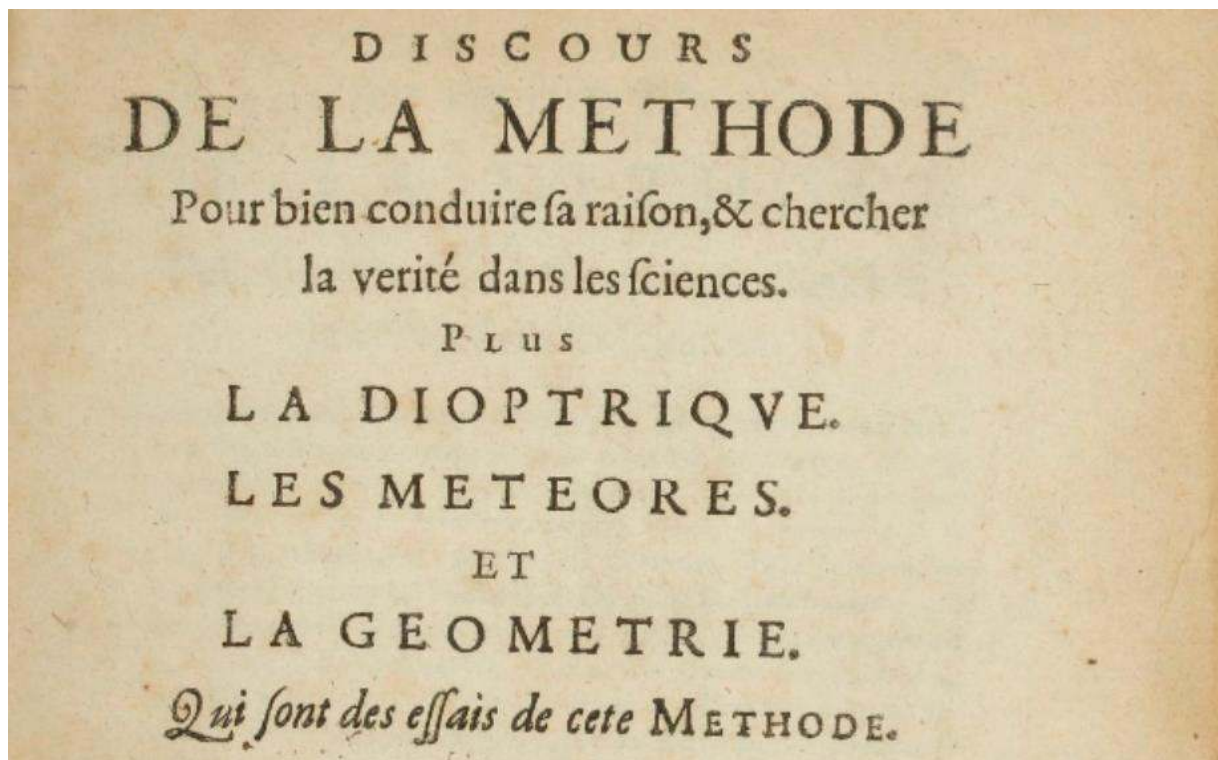 DISCOURS
DE LA METHODE
Pour bien conduire ſa raiſon,& chercher
la verité dans les ſciences.
PLus
LA DIOPTRIQVE.
LES METEORES.
ET
LA GEOMETRIE.
Qui ſont des eſſais de cete METHODE.